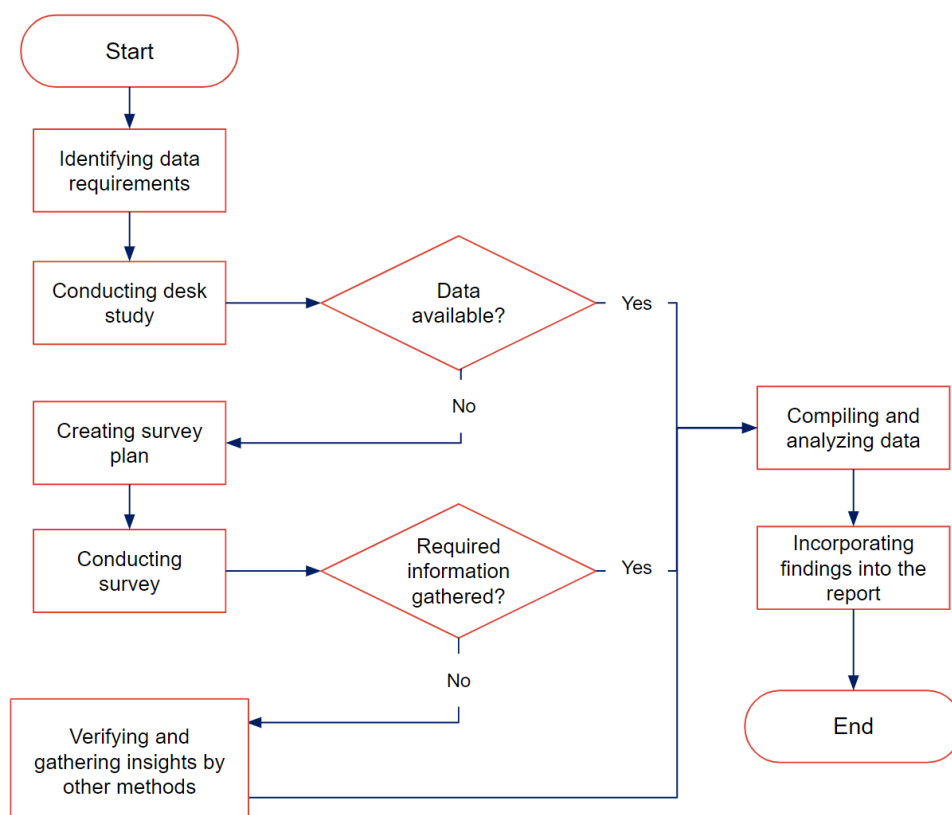 Start
Identifying data
requirements
Conducting desk
study
Data
available?
Yes
No
Creating survey
plan
Conducting
survey
Required
information
gathered?
Yes
No
Verifying and
gathering insights by
other methods
Compiling and
analyzing data
Incorporating
findings into the
report
End